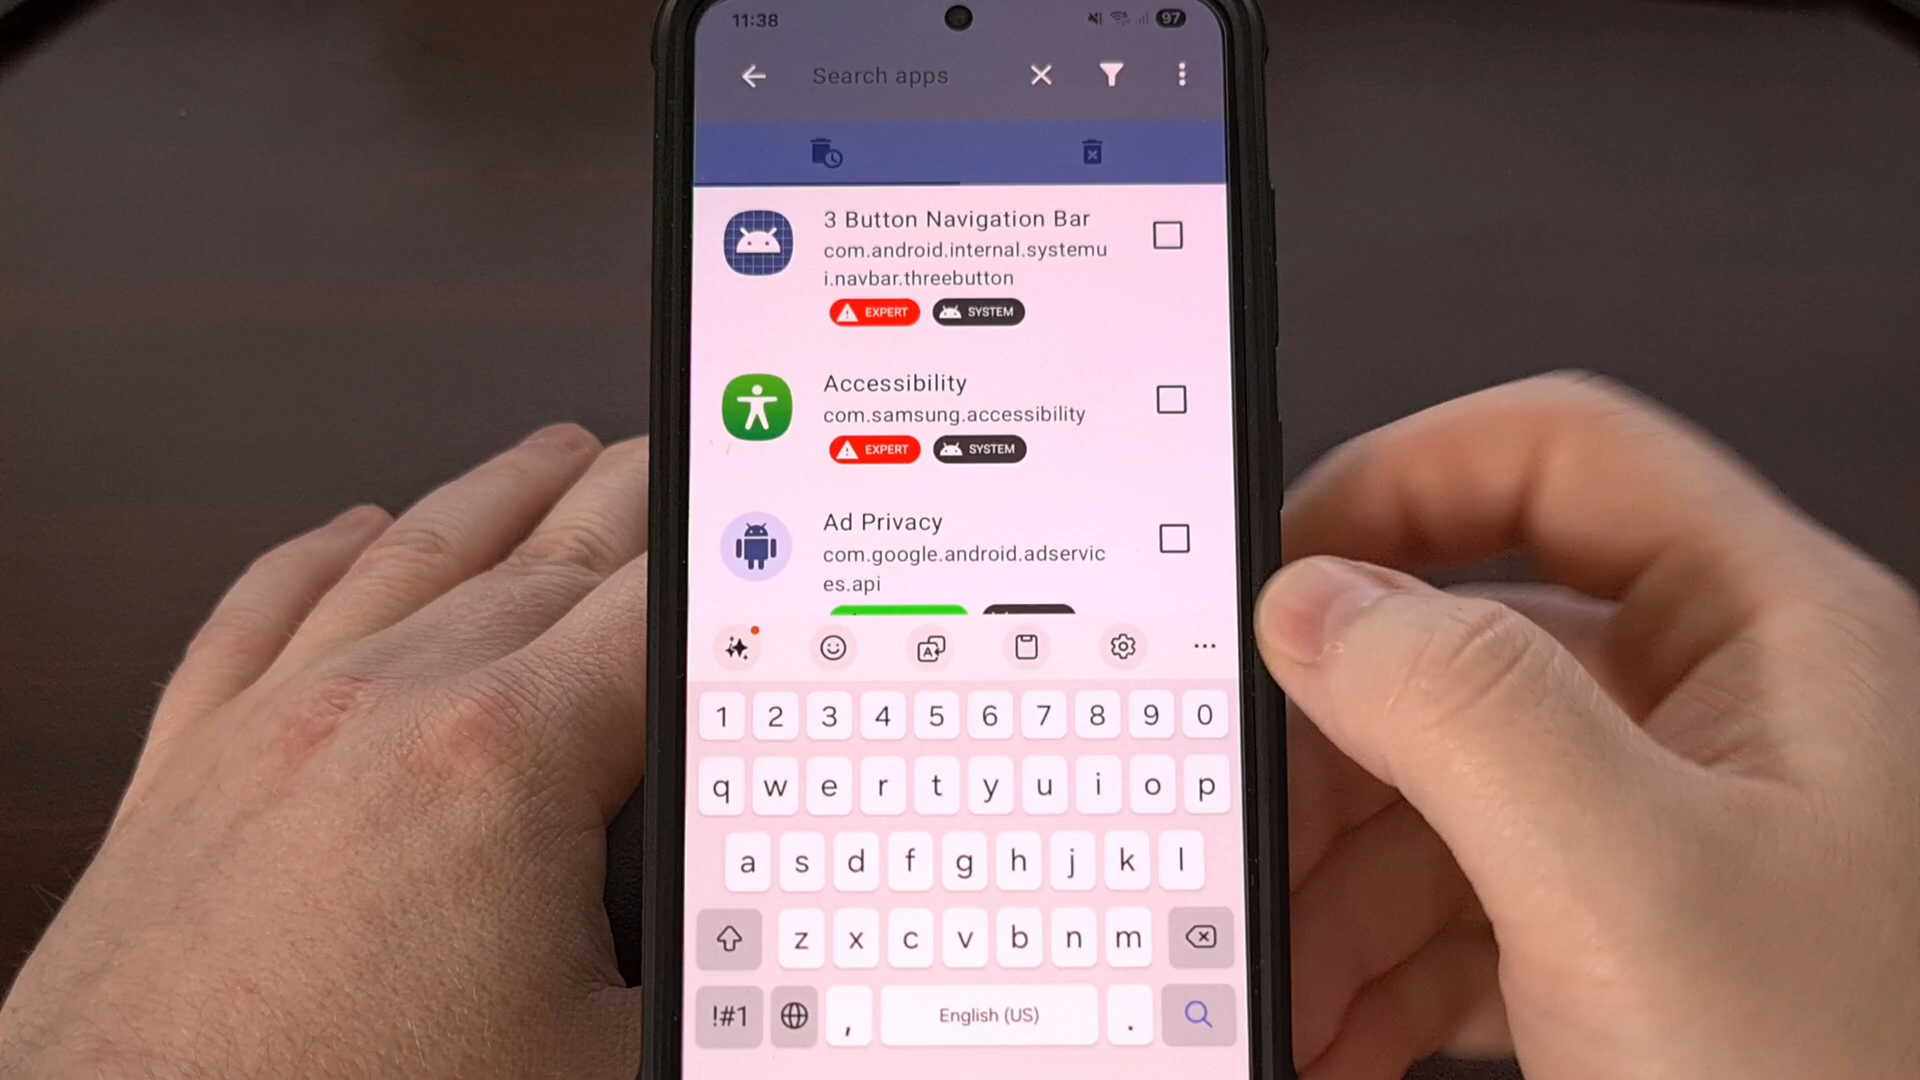 11:38
97
Search apps
3 Button Navigation Bar
com.android.internal.systemu
i.navbar.threebutton
EXPERT SYSTEM
Accessibility
com.samsung.accessibility
EXPERT SYSTEM
Ad Privacy
com.google.android.adservic
es.api
1 2 3 4 5 6 7 8 9 0
q w e r t y u i o p
a s d f g h j k l
z x c v b n m
!#1 , English (US) .